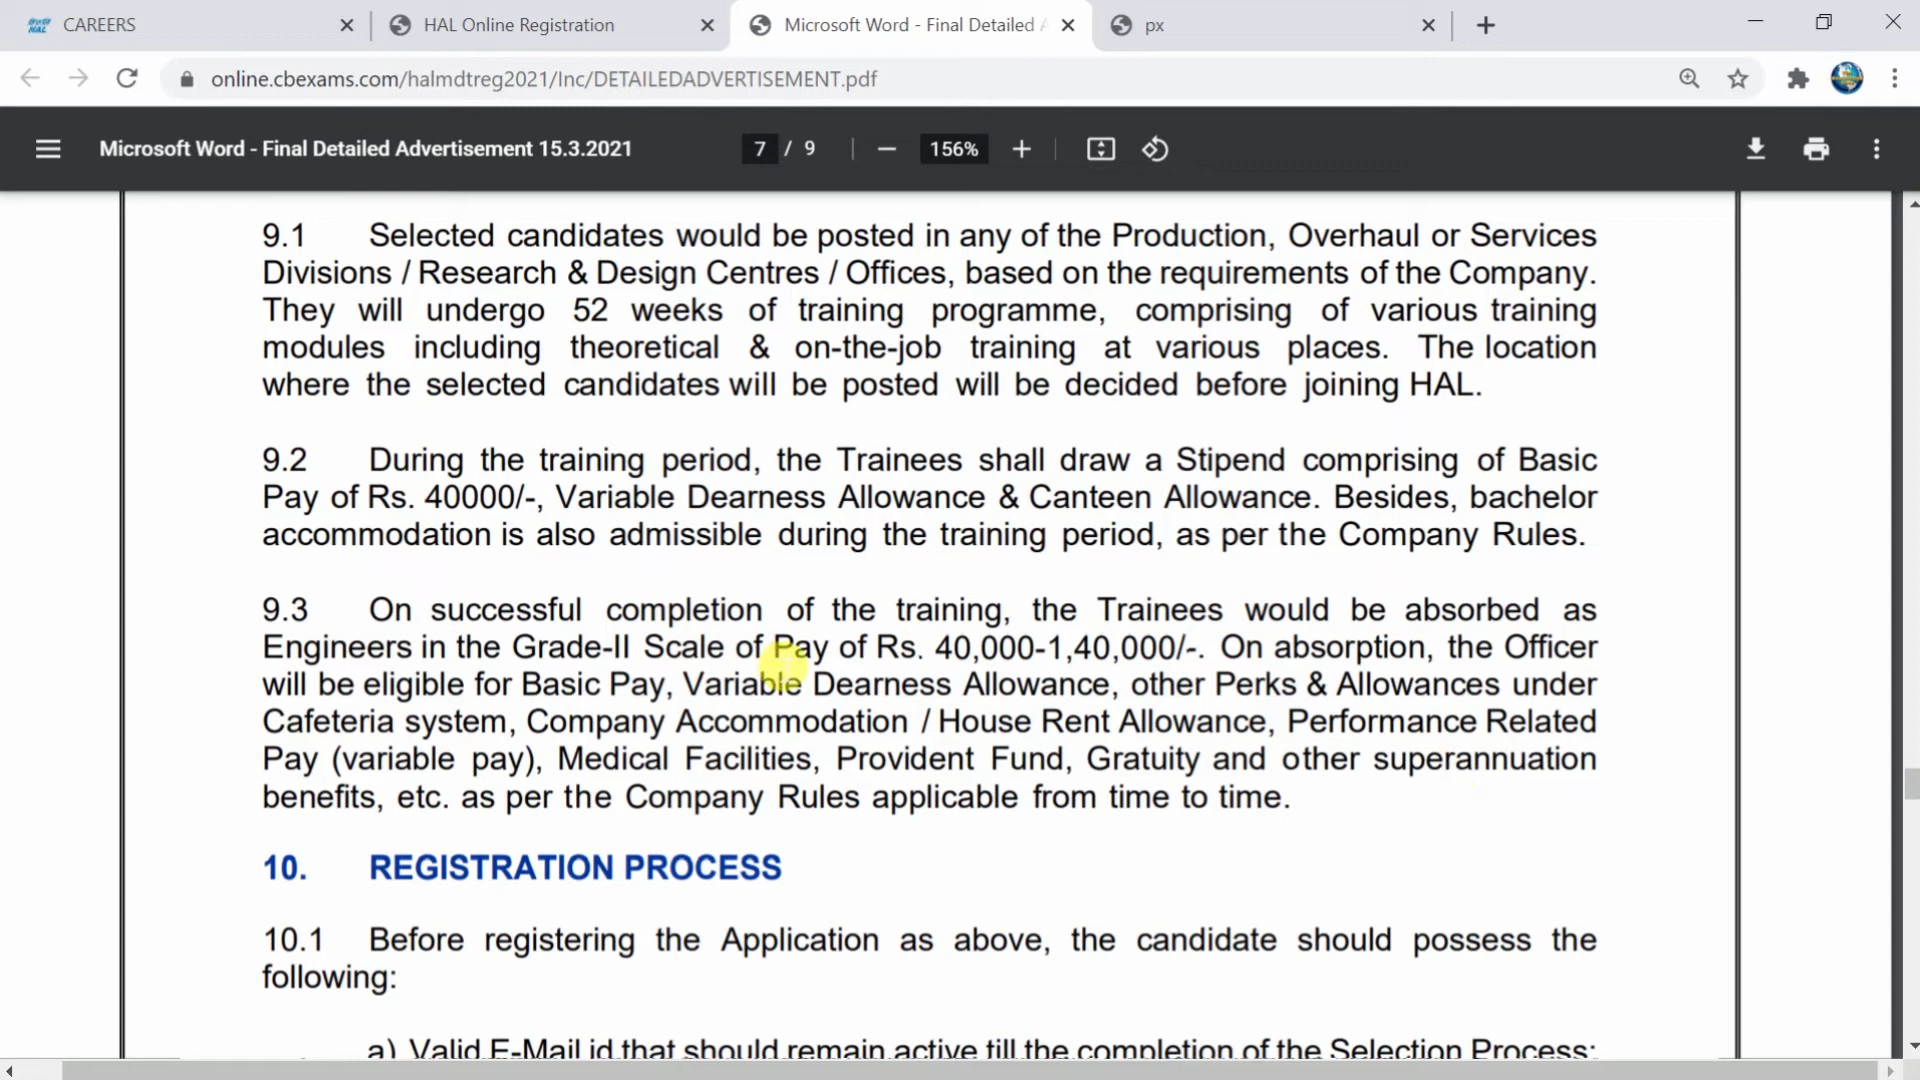 CAREERS
HAL Online Registration
Microsoft Word - Final Detailed
px
online.cbexams.com/halmdtreg2021/Inc/DETAILEDADVERTISEMENT.pdf
Microsoft Word - Final Detailed Advertisement 15.3.2021
7 / 9
156%
9.1 Selected candidates would be posted in any of the Production, Overhaul or Services
Divisions / Research & Design Centres / Offices, based on the requirements of the Company.
They will undergo 52 weeks of training programme, comprising of various training
modules including theoretical & on-the-job training at various places. The location
where the selected candidates will be posted will be decided before joining HAL.
9.2 During the training period, the Trainees shall draw a Stipend comprising of Basic
Pay of Rs. 40000/-, Variable Dearness Allowance & Canteen Allowance. Besides, bachelor
accommodation is also admissible during the training period, as per the Company Rules.
9.3 On successful completion of the training, the Trainees would be absorbed as
Engineers in the Grade-II Scale of Pay of Rs. 40,000-1,40,000/-. On absorption, the Officer
will be eligible for Basic Pay, Variable Dearness Allowance, other Perks & Allowances under
Cafeteria system, Company Accommodation / House Rent Allowance, Performance Related
Pay (variable pay), Medical Facilities, Provident Fund, Gratuity and other superannuation
benefits, etc. as per the Company Rules applicable from time to time.
10. REGISTRATION PROCESS
10.1 Before registering the Application as above, the candidate should possess the
following:
a) Valid E-Mail id that should remain active till the completion of the Selection Process;